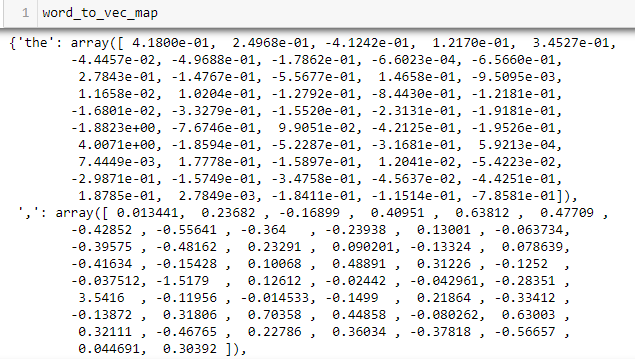 1 word_to_vec_map
{'the': array([ 4.1800e-01, 2.4968e-01, -4.1242e-01, 1.2170e-01, 3.4527e-01,
-4.4457e-02, -4.9688e-01, -1.7862e-01, -6.6023e-04, -6.5660e-01,
2.7843e-01, -1.4767e-01, -5.5677e-01, 1.4658e-01, -9.5095e-03,
1.1658e-02, 1.0204e-01, -1.2792e-01, -8.4430e-01, -1.2181e-01,
-1.6801e-02, -3.3279e-01, -1.5520e-01, -2.3131e-01, -1.9181e-01,
-1.8823e+00, -7.6746e-01, 9.9051e-02, -4.2125e-01, -1.9526e-01,
4.0071e+00, -1.8594e-01, -5.2287e-01, -3.1681e-01, 5.9213e-04,
7.4449e-03, 1.7778e-01, -1.5897e-01, 1.2041e-02, -5.4223e-02,
-2.9871e-01, -1.5749e-01, -3.4758e-01, -4.5637e-02, -4.4251e-01,
1.8785e-01, 2.7849e-03, -1.8411e-01, -1.1514e-01, -7.8581e-01]),
',': array([ 0.013441, 0.23682 , -0.16899 , 0.40951 , 0.63812 , 0.47709 ,
-0.42852 , -0.55641 , -0.364 , -0.23938 , 0.13001 , -0.063734,
-0.39575 , -0.48162 , 0.23291 , 0.090201, -0.13324 , 0.078639,
-0.41634 , -0.15428 , 0.10068 , 0.48891 , 0.31226 , -0.1252 ,
-0.037512, -1.5179 , 0.12612 , -0.02442 , -0.042961, -0.28351 ,
3.5416 , -0.11956 , -0.014533, -0.1499 , 0.21864 , -0.33412 ,
-0.13872 , 0.31806 , 0.70358 , 0.44858 , -0.080262, 0.63003 ,
0.32111 , -0.46765 , 0.22786 , 0.36034 , -0.37818 , -0.56657 ,
0.044691, 0.30392 ]),